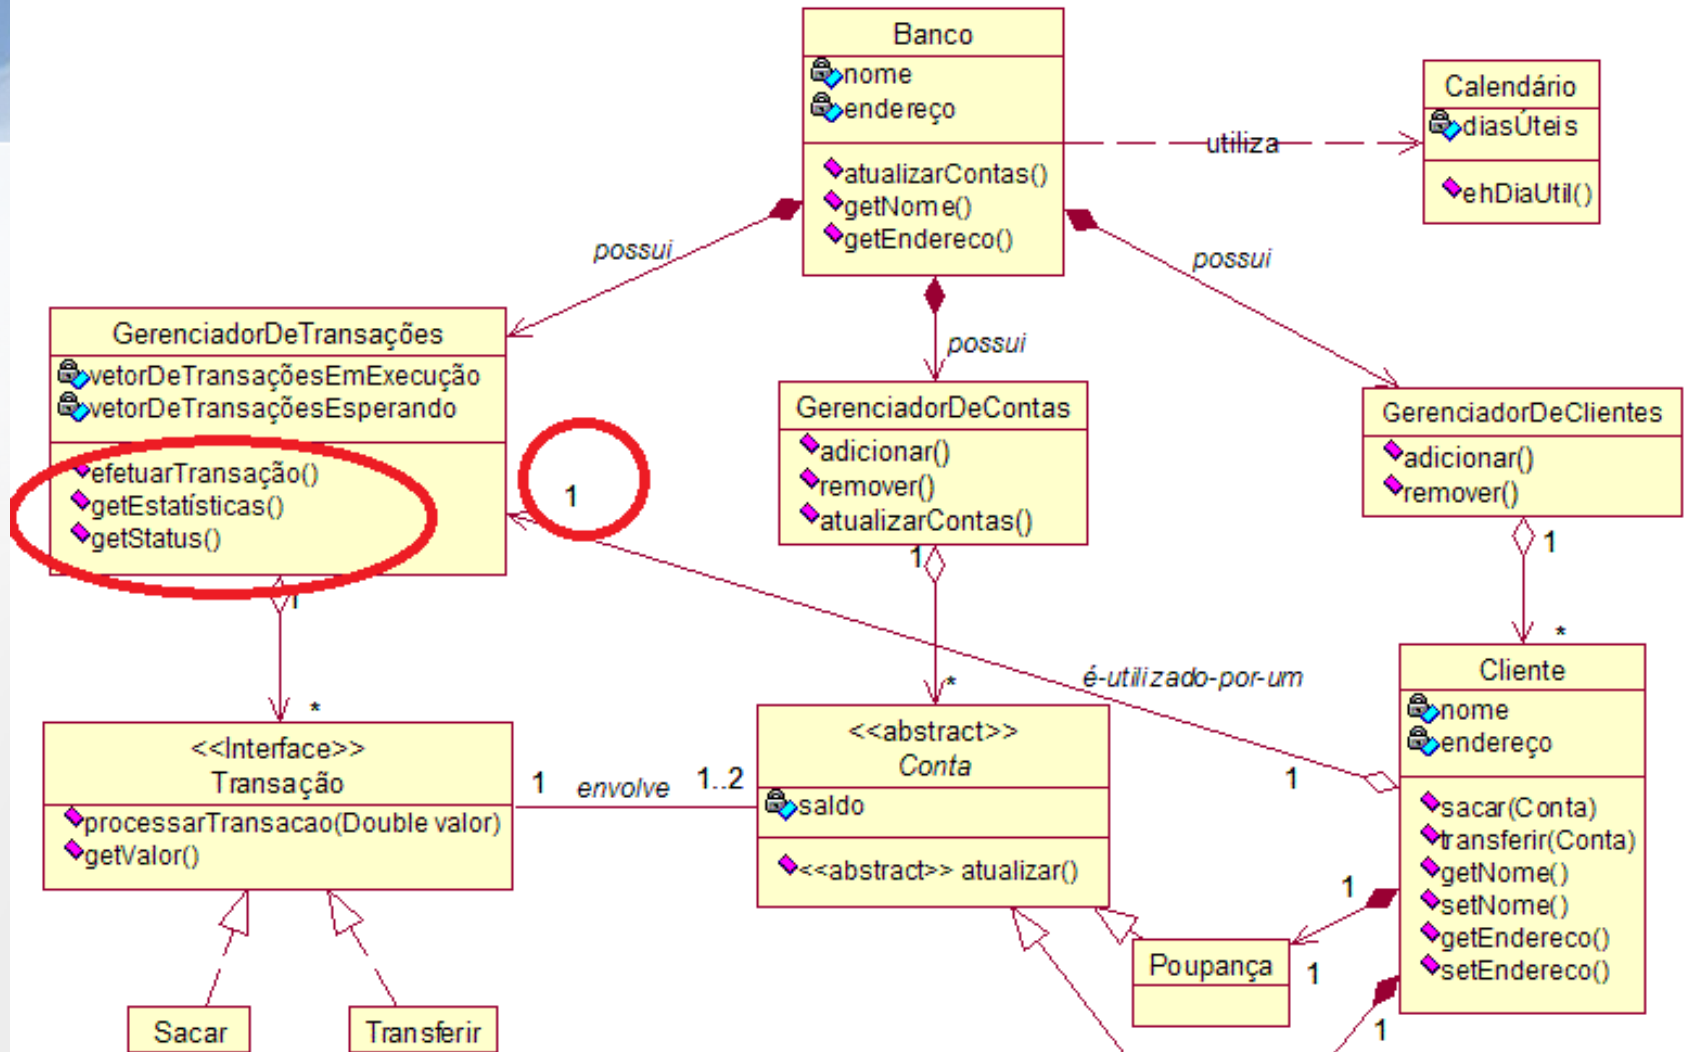 Banco
nome
endereço
atualizarContas()
getNome()
getEndereco()
utiliza
Calendário
diasÚteis
ehDiaUtil()
possui
possui
possui
GerenciadorDeTransações
vetorDeTransaçõesEmExecução
vetorDeTransaçõesEsperando
efetuarTransação()
getEstatísticas()
getStatus()
1
GerenciadorDeContas
adicionar()
remover()
atualizarContas()
GerenciadorDeClientes
adicionar()
remover()
1
1
1
*
*
*
é-utilizado-por-um
1
<<Interface>>
Transação
processarTransacao(Double valor)
getValor()
1
envolve
1..2
<<abstract>>
Conta
saldo
<<abstract>> atualizar()
Cliente
nome
endereço
sacar(Conta)
transferir(Conta)
getNome()
setNome()
getEndereco()
setEndereco()
1
1
1
Poupança
Sacar
Transferir